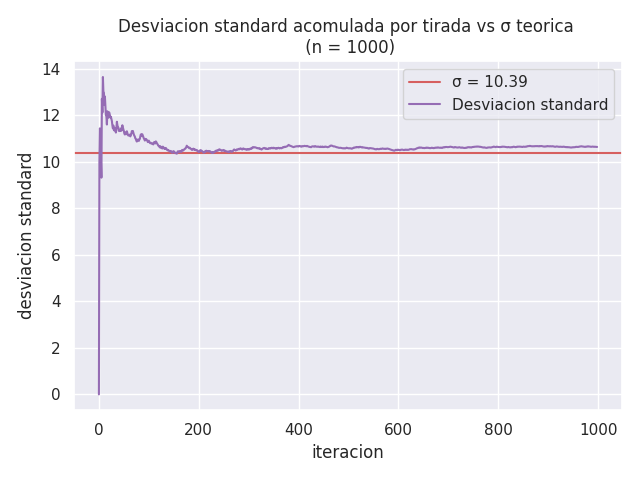 Desviacion standard acumulada por tirada vs σ teorica
(n = 1000)
σ = 10.39
Desviacion standard
desviacion standard
14
12
10
8
6
4
2
0
0 200 400 600 800 1000
iteracion